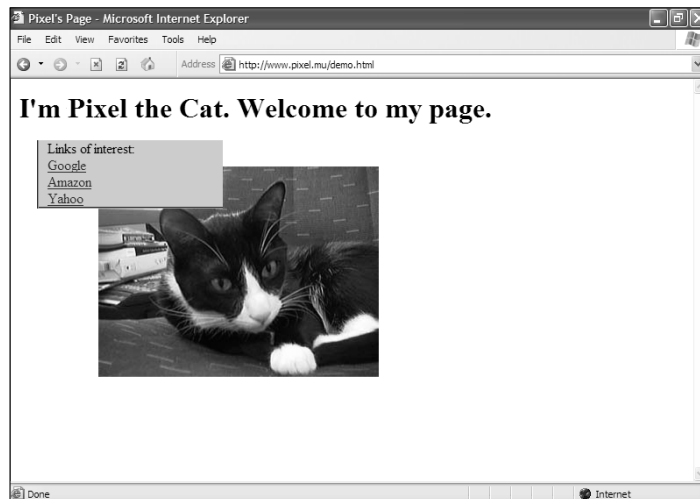 Pixel's Page - Microsoft Internet Explorer
File Edit View Favorites Tools Help
Address http://www.pixel.mu/demo.html
I'm Pixel the Cat. Welcome to my page.
Links of interest:
Google
Amazon
Yahoo
Done Internet